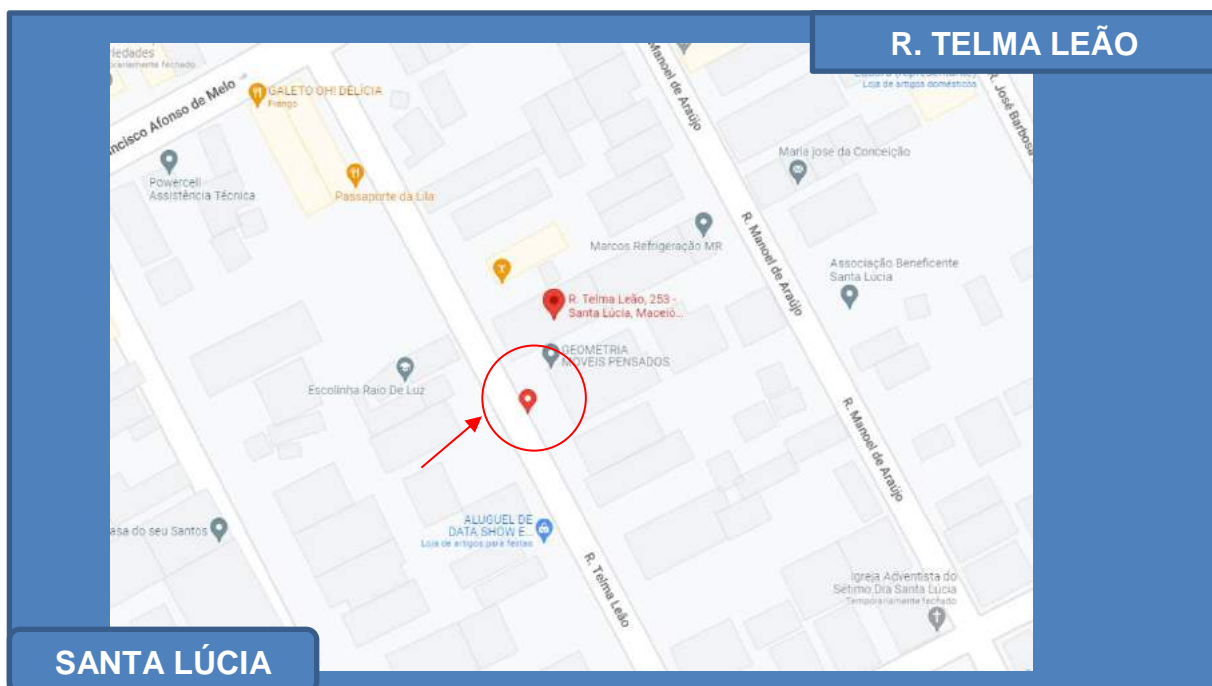 R. TELMA LEÃO
iedades
Manoel de Araújo
R. José Barbosa
Loja de artigos domésticos
GALETO OH! DELÍCIA
Frango
ncisco Afonso de Melo
Maria jose da Conceição
Powercell
Assistência Técnica
Passaporte da Lila
R. Manoel de Araújo
Marcos Refrigeração MR
Associação Beneficente
Santa Lúcia
R. Telma Leão, 253 -
Santa Lúcia, Maceió...
GEOMETRIA
MOVEIS PENSADOS
Escolinha Raio De Luz
R. Manoel de Araújo
ALUGUEL DE
DATA SHOW E...
Loja de artigos para festas
asa do seu Santos
R. Telma Leão
Igreja Adventista do
Sétimo Dia Santa Lucia
Temporariamente fechado
SANTA LÚCIA